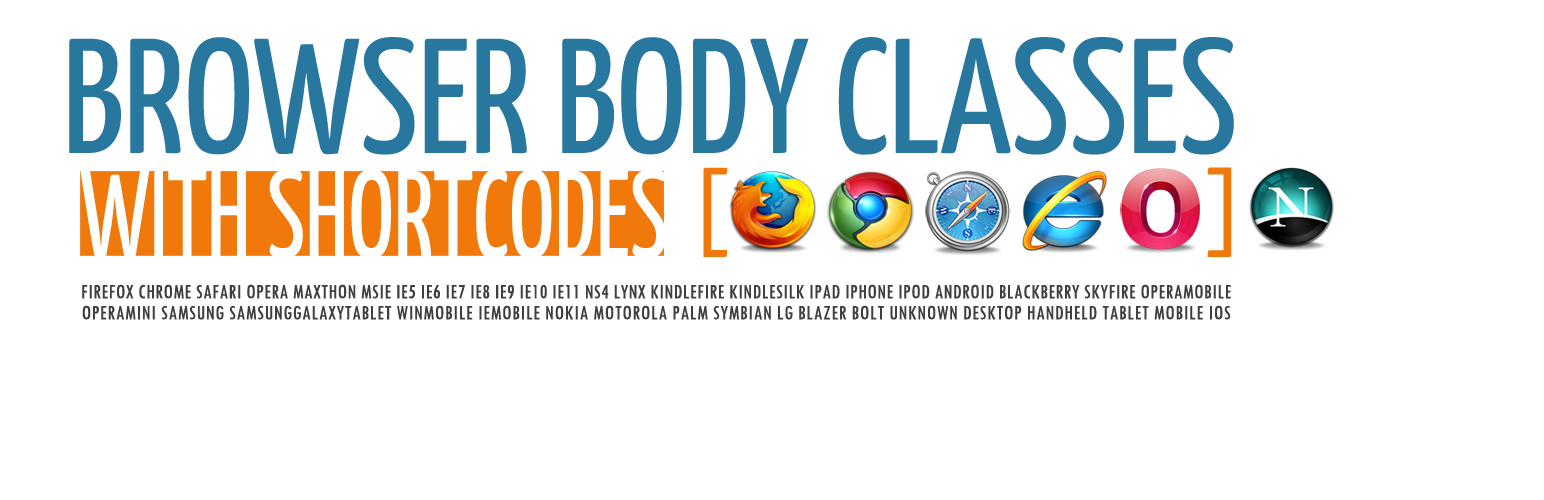 BROWSER BODY CLASSES
WITH SHORTCODES [ O ] N
FIREFOX CHROME SAFARI OPERA MAXTHON MSIE IE5 IE6 IE7 IE8 IE9 IE10 IE11 NS4 LYNX KINDLEFIRE KINDLESILK IPAD IPHONE IPOD ANDROID BLACKBERRY SKYFIRE OPERAMOBILE
OPERAMINI SAMSUNG SAMSUNGGALAXYTABLET WINMOBILE IEMOBILE NOKIA MOTOROLA PALM SYMBIAN LG BLAZER BOLT UNKNOWN DESKTOP HANDHELD TABLET MOBILE IOS